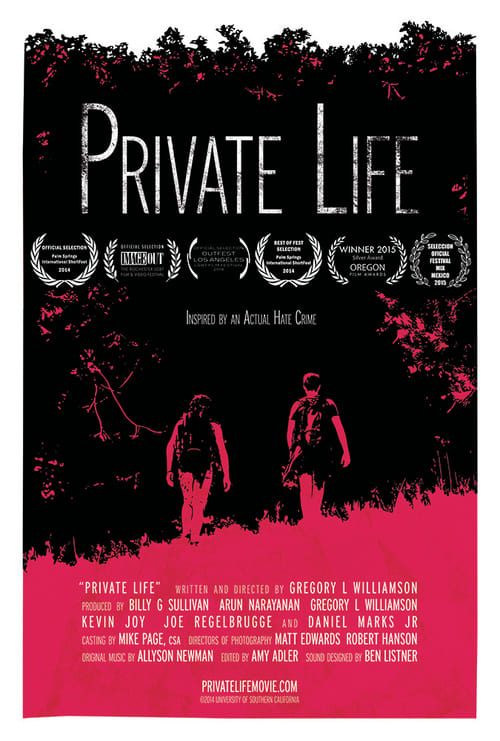 PRIVATE LIFE
OFFICIAL SELECTION
Palm Springs
International ShortFest
2014
OFFICIAL SELECTION
IMAGEOUT
THE ROCHESTER LGBT
FILM & VIDEO FESTIVAL
OFFICIAL SELECTION
OUTFEST
LOS ANGELES
BEST OF FEST
SELECTION
Palm Springs
International ShortFest
2014
WINNER 2015
Silver Award
OREGON
FILM AWARDS
SELECCION
OFICIAL
FESTIVAL
MIX
MEXICO
2015
INSPIRED BY AN ACTUAL HATE CRIME
"PRIVATE LIFE" WRITTEN AND DIRECTED BY GREGORY L WILLIAMSON
PRODUCED BY BILLY G SULLIVAN ARUN NARAYANAN GREGORY L WILLIAMSON
KEVIN JOY JOE REGELBRUGGE AND DANIEL MARKS JR
CASTING BY MIKE PAGE, CSA DIRECTORS OF PHOTOGRAPHY MATT EDWARDS ROBERT HANSON
ORIGINAL MUSIC BY ALLYSON NEWMAN EDITED BY AMY ADLER SOUND DESIGNED BY BEN LISTNER
PRIVATELIFEMOVIE.COM
©2014 UNIVERSITY OF SOUTHERN CALIFORNIA